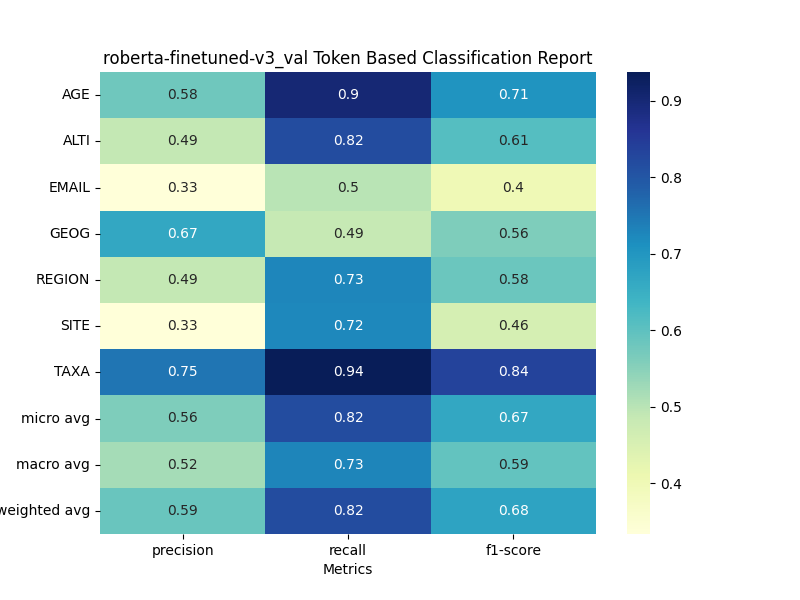 roberta-finetuned-v3_val Token Based Classification Report
AGE 0.58 0.9 0.71
ALTI 0.49 0.82 0.61
EMAIL 0.33 0.5 0.4
GEOG 0.67 0.49 0.56
REGION 0.49 0.73 0.58
SITE 0.33 0.72 0.46
TAXA 0.75 0.94 0.84
micro avg 0.56 0.82 0.67
macro avg 0.52 0.73 0.59
weighted avg 0.59 0.82 0.68
precision recall f1-score
Metrics
0.9
0.8
0.7
0.6
0.5
0.4